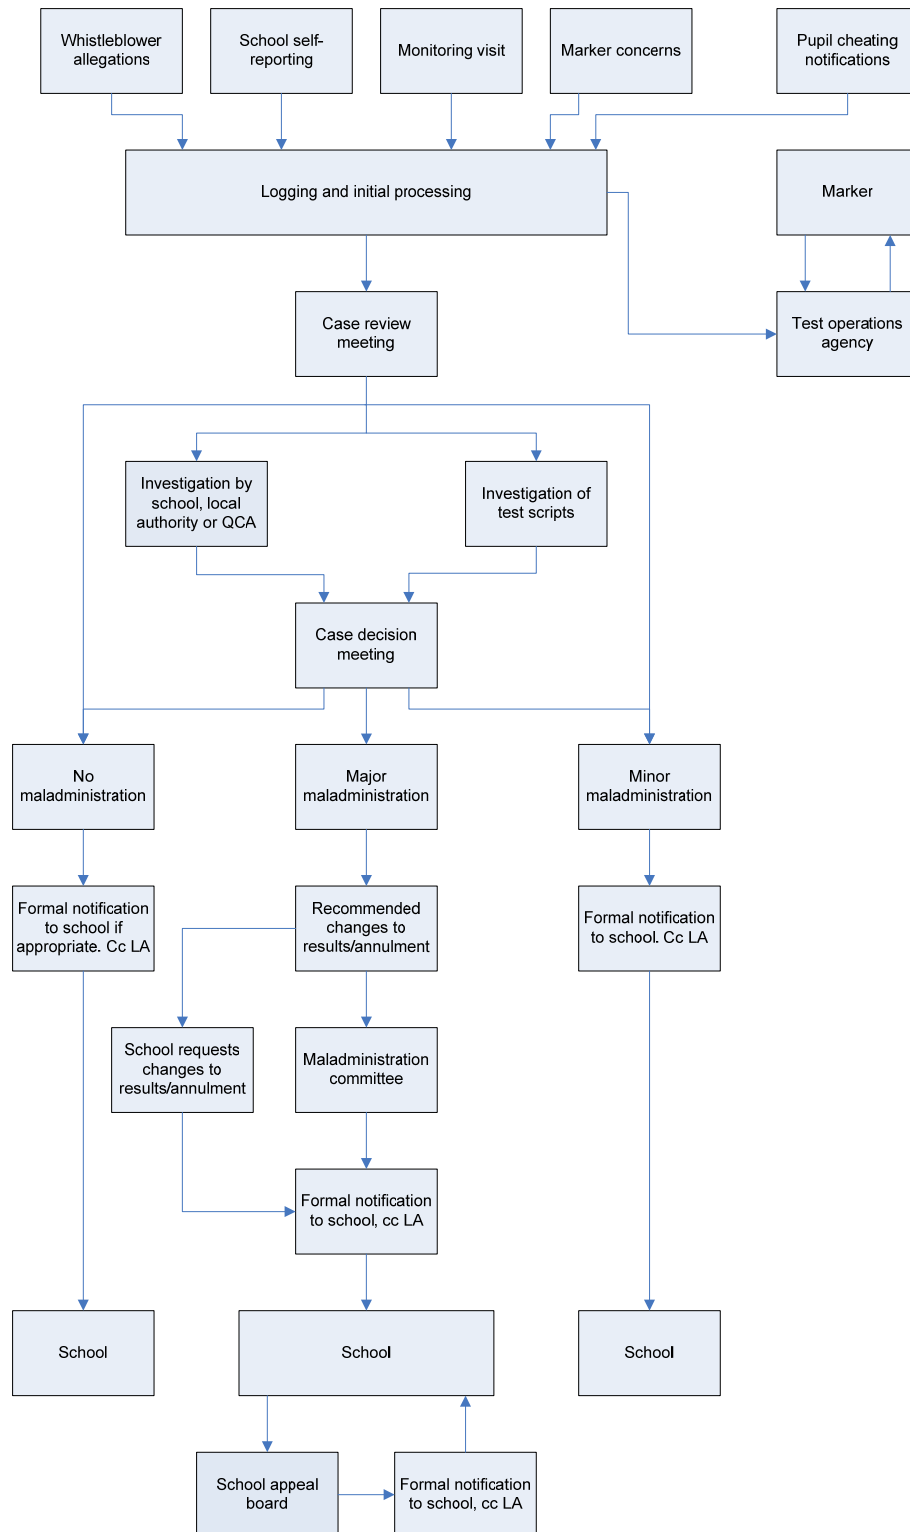 Whistleblower
allegations
School self-
reporting
Monitoring visit
Marker concerns
Pupil cheating
notifications
Logging and initial processing
Marker
Case review
meeting
Test operations
agency
Investigation by
school, local
authority or QCA
Investigation of
test scripts
Case decision
meeting
No
maladministration
Major
maladministration
Minor
maladministration
Formal notification
to school if
appropriate. Cc LA
Recommended
changes to
results/annulment
Formal notification
to school. Cc LA
School requests
changes to
results/annulment
Maladministration
committee
Formal notification
to school, cc LA
School
School
School
School appeal
board
Formal notification
to school, cc LA